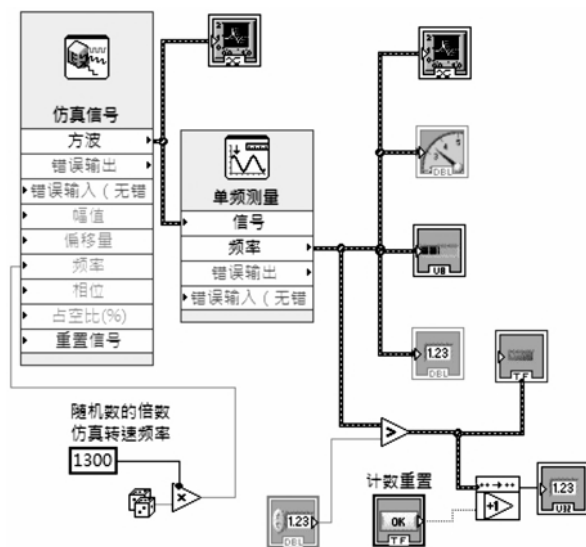 仿真信号
方波
错误输出
错误输入（无错
幅值
偏移量
频率
相位
占空比(%)
重置信号
单频测量
信号
频率
错误输出
错误输入（无错
DBL
U8
1.23
DBL
TF
随机数的倍数
仿真转速频率
1300
×
>
计数重置
OK
TF
1.23
DBL
+1
1.23
U32